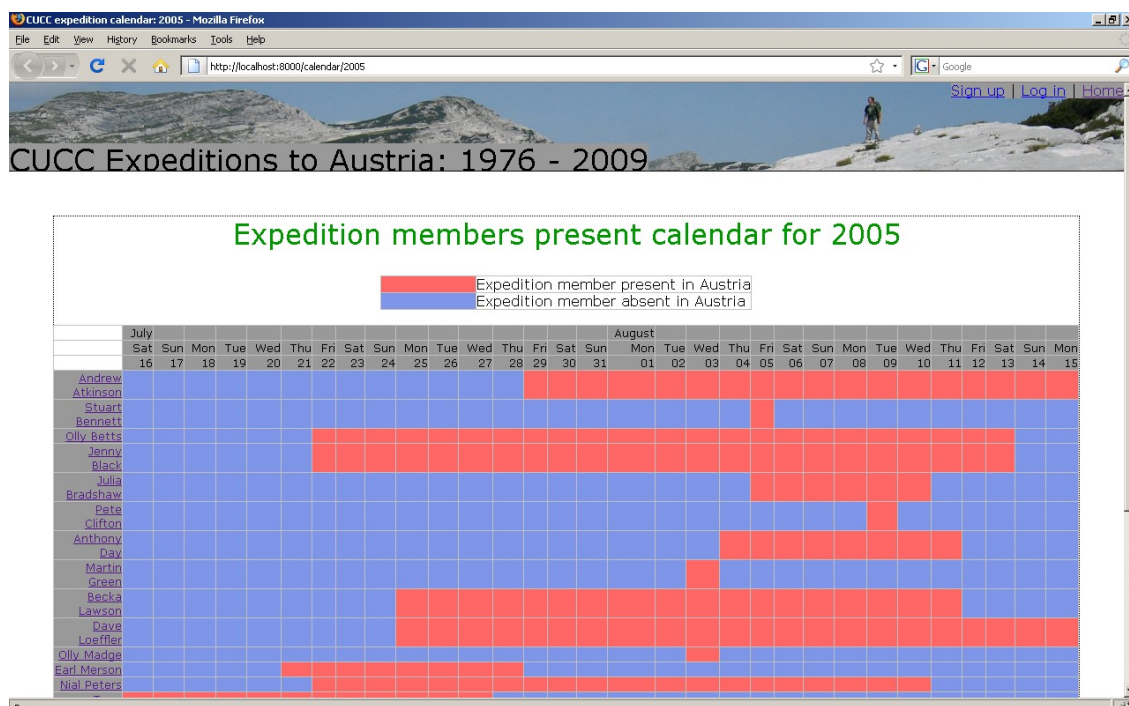 CUCC expedition calendar: 2005 - Mozilla Firefox
File Edit View History Bookmarks Tools Help
http://localhost:8000/calendar/2005
G Google
Sign up | Log in | Home
CUCC Expeditions to Austria: 1976 - 2009
Expedition members present calendar for 2005
Expedition member present in Austria
Expedition member absent in Austria
July August
Sat Sun Mon Tue Wed Thu Fri Sat Sun Mon Tue Wed Thu Fri Sat Sun Mon Tue Wed Thu Fri Sat Sun Mon Tue Wed Thu Fri Sat Sun Mon
16 17 18 19 20 21 22 23 24 25 26 27 28 29 30 31 01 02 03 04 05 06 07 08 09 10 11 12 13 14 15
Andrew
Atkinson
Stuart
Bennett
Olly Betts
Jenny
Black
Julia
Bradshaw
Pete
Clifton
Anthony
Day
Martin
Green
Becka
Lawson
Dave
Loeffler
Olly Madge
Earl Merson
Nial Peters